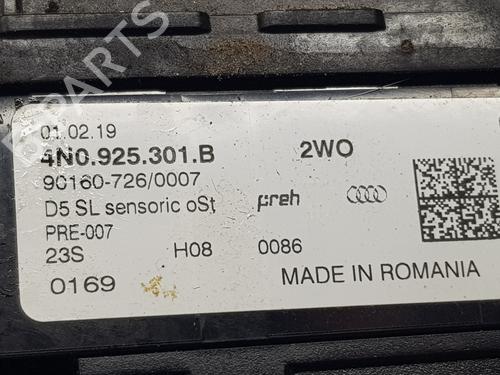 B PARTS
01.02.19
4N0.925.301.B 2WO
90160-726/0007
D5 SL sensoric oSt preh
PRE-007
23S H08 0086
0169 MADE IN ROMANIA